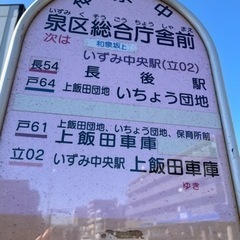 いずみくそうごうちょうしゃまえ
泉区総合庁舎前
次は 和泉坂上
いずみ中央駅(立02)
長54 長後駅
戸64 上飯田団地 いちょう団地
戸61 上飯田団地、いちょう団地、保育所前
上飯田車庫
立02 いずみ中央駅 上飯田車庫
ゆき